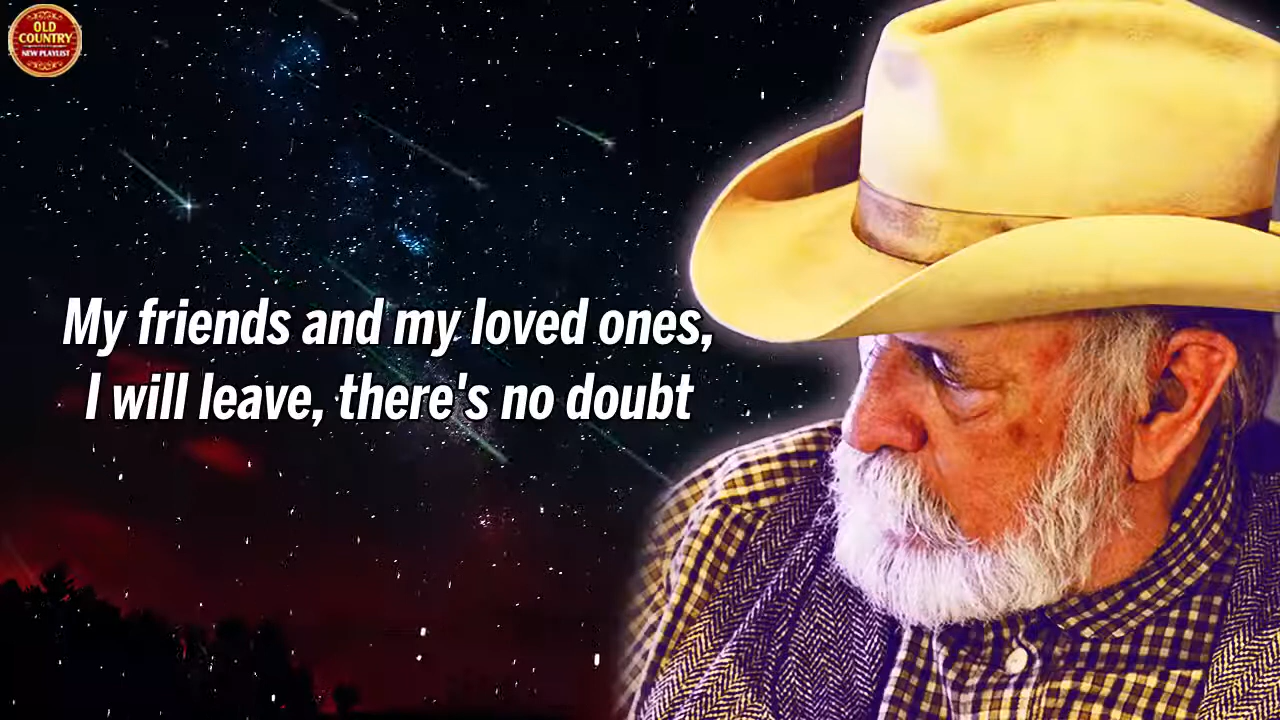 OLD
COUNTRY
NEW PLAYLIST
My friends and my loved ones,
I will leave, there's no doubt